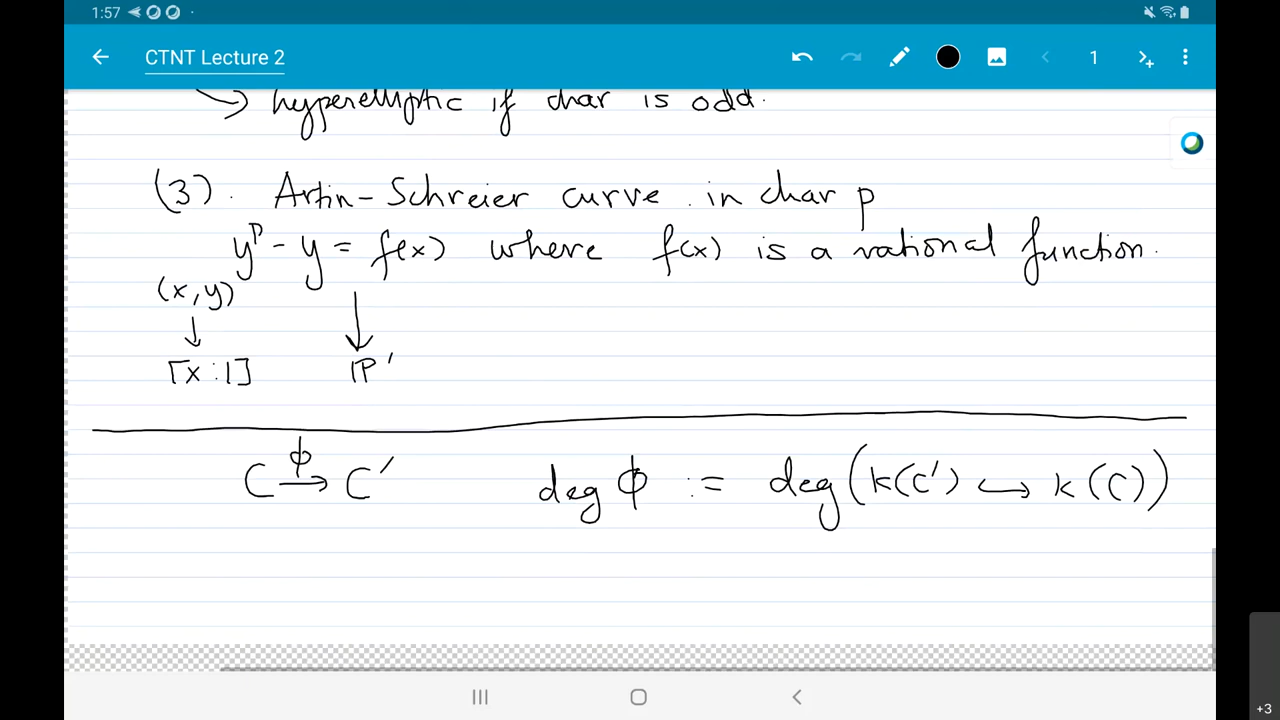 1:57
CTNT Lecture 2
1
↳ hyperelliptic if char is odd.
(3). Artin-Schreier curve in char p
y^p - y = f(x) where f(x) is a rational function.
(x,y)
↓ ↓
[x:1] ℙ'
C -ϕ→ C'   deg ϕ := deg(k(C') ↪ k(C))
+3